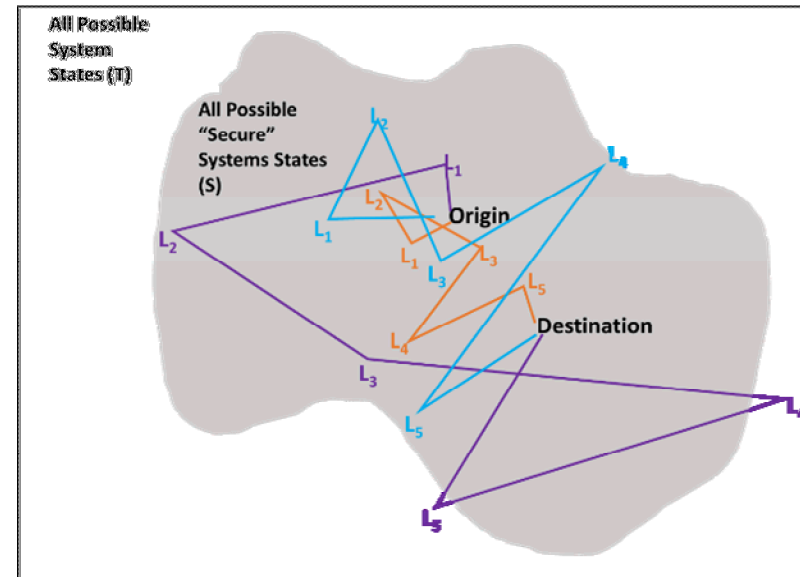 All Possible
System
States (T)
All Possible
“Secure”
Systems States
(S)
L2
L4
L1
L2
Origin
L1
L2
L1
L3
L3
L5
Destination
L4
L3
L5
L5